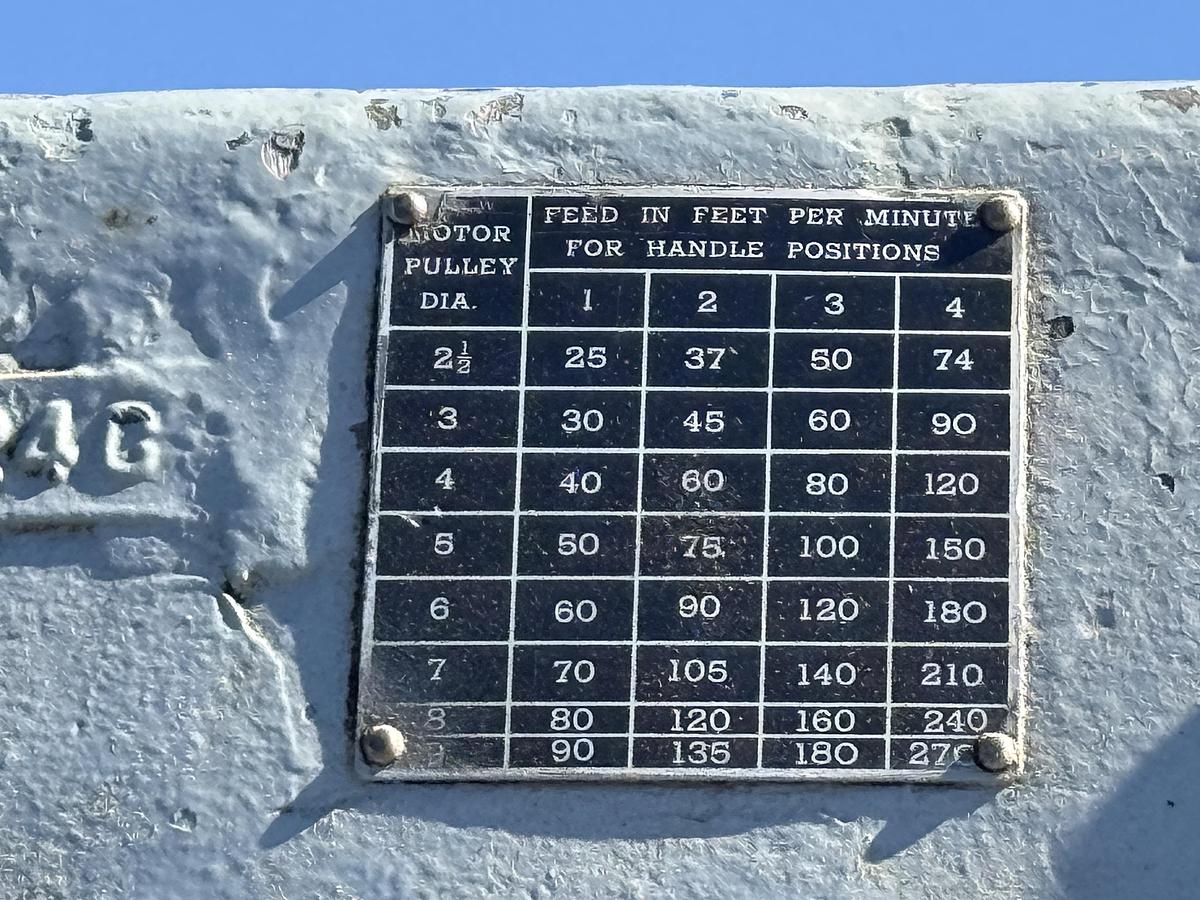 MOTOR
PULLEY
DIA.
FEED IN FEET PER MINUTE
FOR HANDLE POSITIONS
1 2 3 4
2½ 25 37 50 74
3 30 45 60 90
4 40 60 80 120
5 50 75 100 150
6 60 90 120 180
7 70 105 140 210
8 80 120 160 240
90 135 180 270
4G